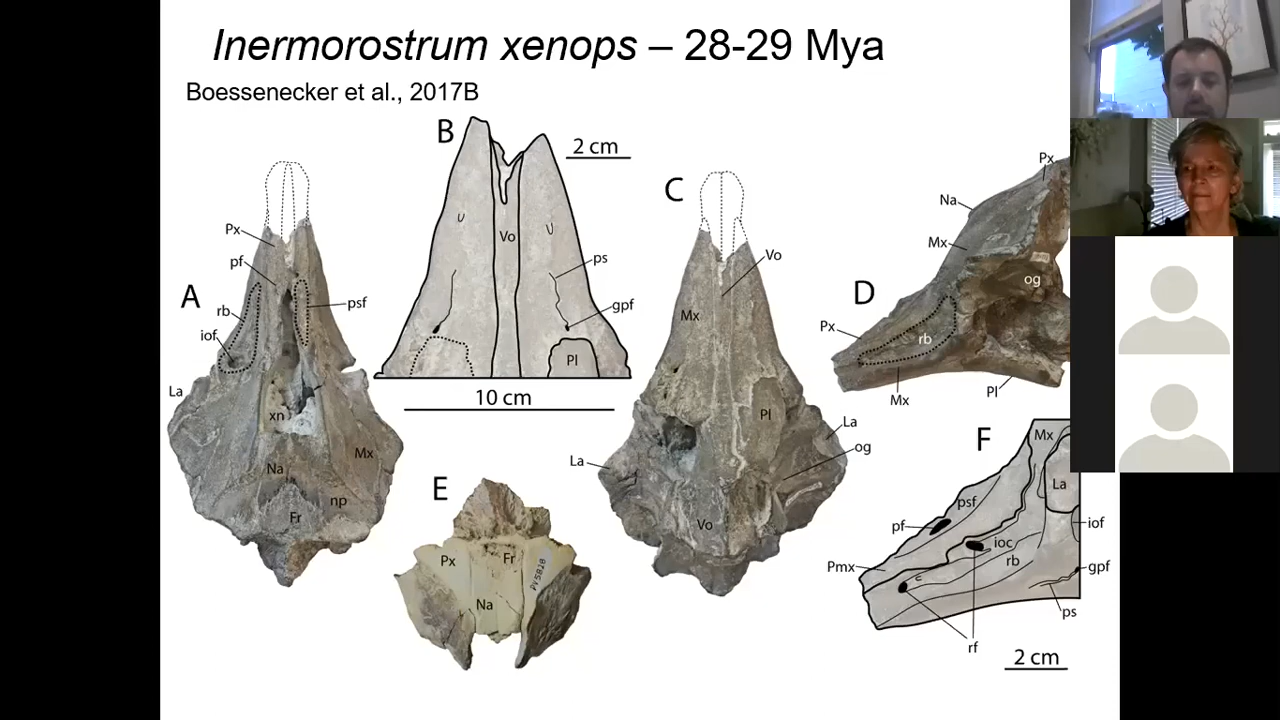 Inermorostrum xenops – 28-29 Mya
Boessenecker et al., 2017B
A
Px
pf
rb
iof
psf
La
xn
Na
Mx
np
Fr
B
2 cm
Vo
ps
gpf
Pl
10 cm
C
Vo
Mx
Pl
La
og
La
Vo
D
Px
Na
Mx
og
Px
rb
Mx
Pl
E
Px
Fr
Na
PV5828
F
Mx
La
psf
pf
iof
ioc
rb
Pmx
gpf
ps
rf
2 cm